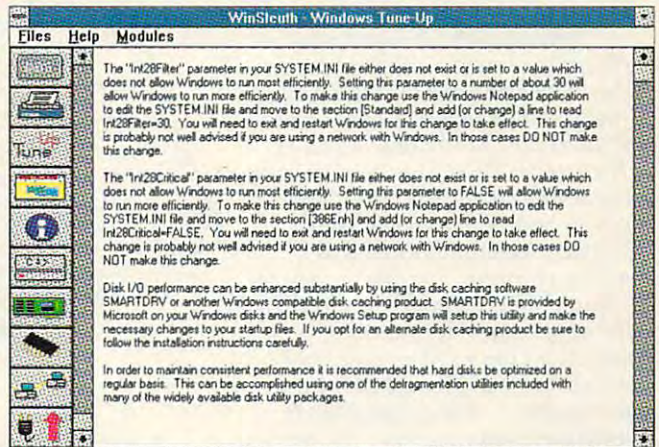 WinSleuth - Windows Tune-Up
Files Help Modules
The "Int28Filter" parameter in your SYSTEM.INI file either does not exist or is set to a value which
does not allow Windows to run most efficiently. Setting this parameter to a number of about 30 will
allow Windows to run more efficiently. To make this change use the Windows Notepad application
to edit the SYSTEM.INI file and move to the section [Standard] and add (or change) a line to read
Int28Filter=30. You will need to exit and restart Windows for this change to take effect. This change
is probably not well advised if you are using a network with Windows. In those cases DO NOT make
this change.
The "Int28Critical" parameter in your SYSTEM.INI file either does not exist or is set to a value which
does not allow Windows to run most efficiently. Setting this parameter to FALSE will allow Windows
to run more efficiently. To make this change use the Windows Notepad application to edit the
SYSTEM.INI file and move to the section [386Enh] and add (or change) line to read
Int28Critical=FALSE, You will need to exit and restart Windows for this change to take effect. This
change is probably not well advised if you are using a network with Windows. In those cases DO
NOT make this change.
Disk I/O performance can be enhanced substantially by using the disk caching software
SMARTDRV or another Windows compatible disk caching product. SMARTDRV is provided by
Microsoft on your Windows disks and the Windows Setup program will setup this utility and make the
necessary changes to your startup files. If you opt for an alternate disk caching product be sure to
follow the installation instructions carefully.
In order to maintain consistent performance it is recommended that hard disks be optimized on a
regular basis. This can be accomplished using one of the defragmentation utilities included with
many of the widely available disk utility packages.
Tune Up